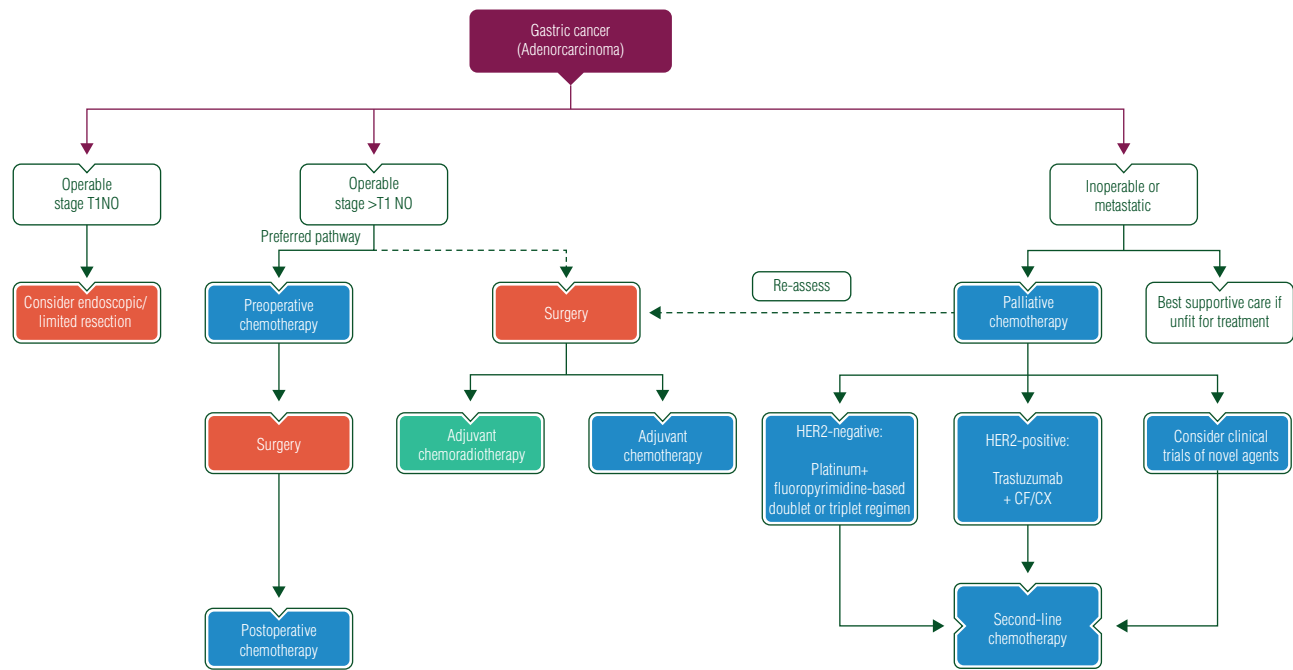 Gastric cancer
(Adenorcarcinoma)
Operable
stage T1NO
Operable
stage >T1 NO
Inoperable or
metastatic
Preferred pathway
Consider endoscopic/
limited resection
Preoperative
chemotherapy
Surgery
Re-assess
Palliative
chemotherapy
Best supportive care if
unfit for treatment
Surgery
Adjuvant
chemoradiotherapy
Adjuvant
chemotherapy
HER2-negative:
Platinum+
fluoropyrimidine-based
doublet or triplet regimen
HER2-positive:
Trastuzumab
+ CF/CX
Consider clinical
trials of novel agents
Postoperative
chemotherapy
Second-line
chemotherapy